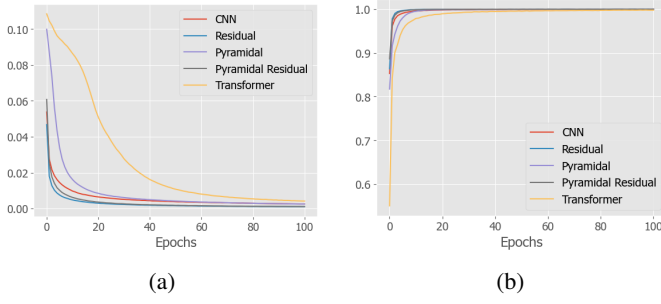 CNN
Residual
Pyramidal
Pyramidal Residual
Transformer
0.10
0.08
0.06
0.04
0.02
0.00
0 20 40 60 80 100
Epochs
(a)
1.0
0.9
0.8
0.7
0.6
CNN
Residual
Pyramidal
Pyramidal Residual
Transformer
0 20 40 60 80 100
Epochs
(b)